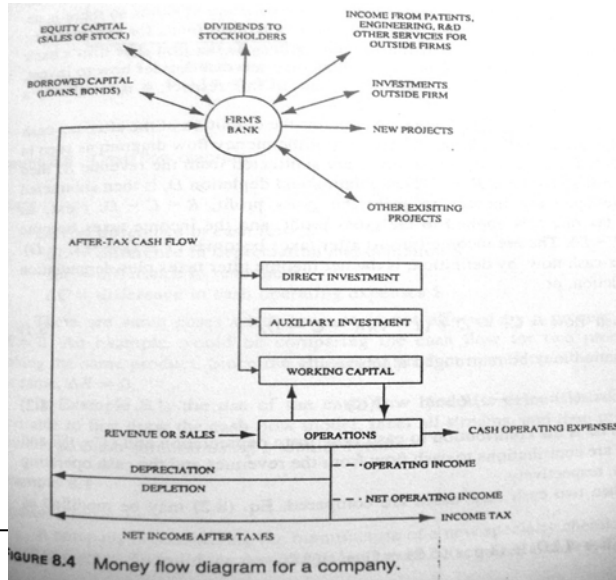 EQUITY CAPITAL
(SALES OF STOCK)
DIVIDENDS TO
STOCKHOLDERS
INCOME FROM PATENTS,
ENGINEERING, R&D
OTHER SERVICES FOR
OUTSIDE FIRMS
BORROWED CAPITAL
(LOANS, BONDS)
FIRM'S
BANK
INVESTMENTS
OUTSIDE FIRM
NEW PROJECTS
OTHER EXISITING
PROJECTS
AFTER-TAX CASH FLOW
DIRECT INVESTMENT
AUXILIARY INVESTMENT
WORKING CAPITAL
REVENUE OR SALES
OPERATIONS
CASH OPERATING EXPENSES
DEPRECIATION
OPERATING INCOME
DEPLETION
NET OPERATING INCOME
INCOME TAX
NET INCOME AFTER TAXES
FIGURE 8.4 Money flow diagram for a company.